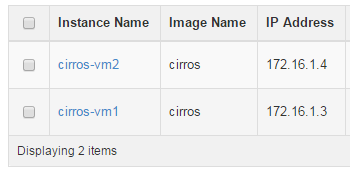 Instance Name Image Name IP Address
cirros-vm2 cirros 172.16.1.4
cirros-vm1 cirros 172.16.1.3
Displaying 2 items